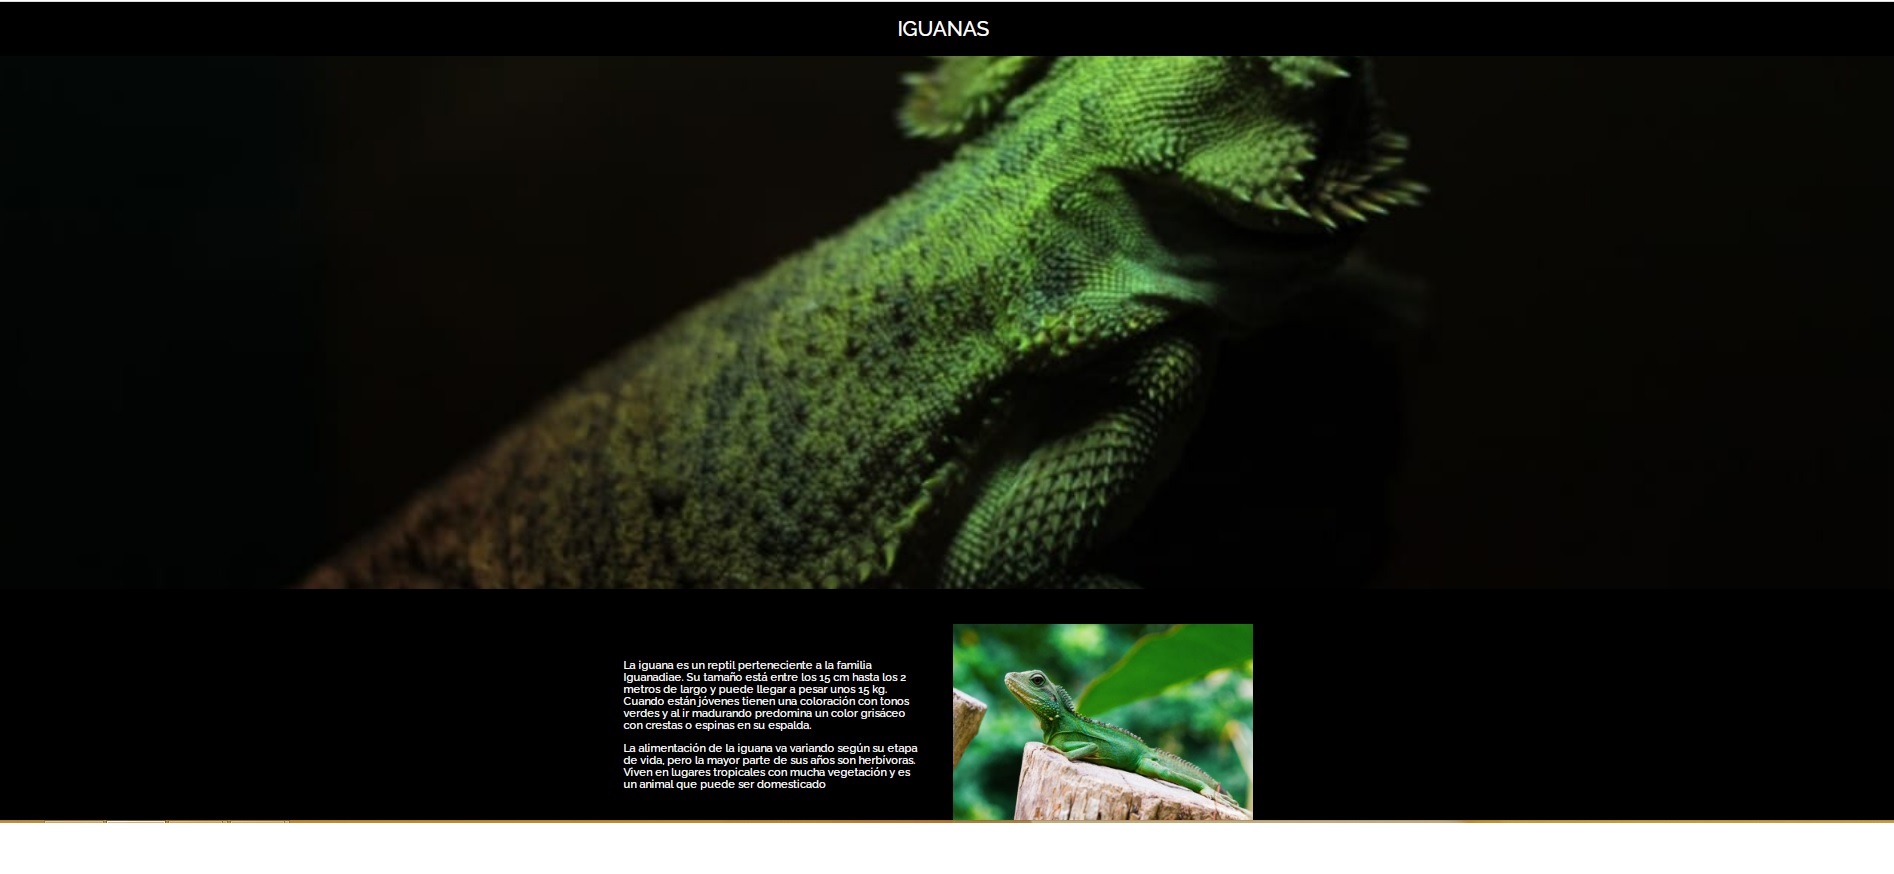 IGUANAS
La iguana es un reptil perteneciente a la familia
Iguanadiae. Su tamaño está entre los 15 cm hasta los 2
metros de largo y puede llegar a pesar unos 15 kg.
Cuando están jóvenes tienen una coloración con tonos
verdes y al ir madurando predomina un color grisáceo
con crestas o espinas en su espalda.
La alimentación de la iguana va variando según su etapa
de vida, pero la mayor parte de sus años son herbívoras.
Viven en lugares tropicales con mucha vegetación y es
un animal que puede ser domesticado